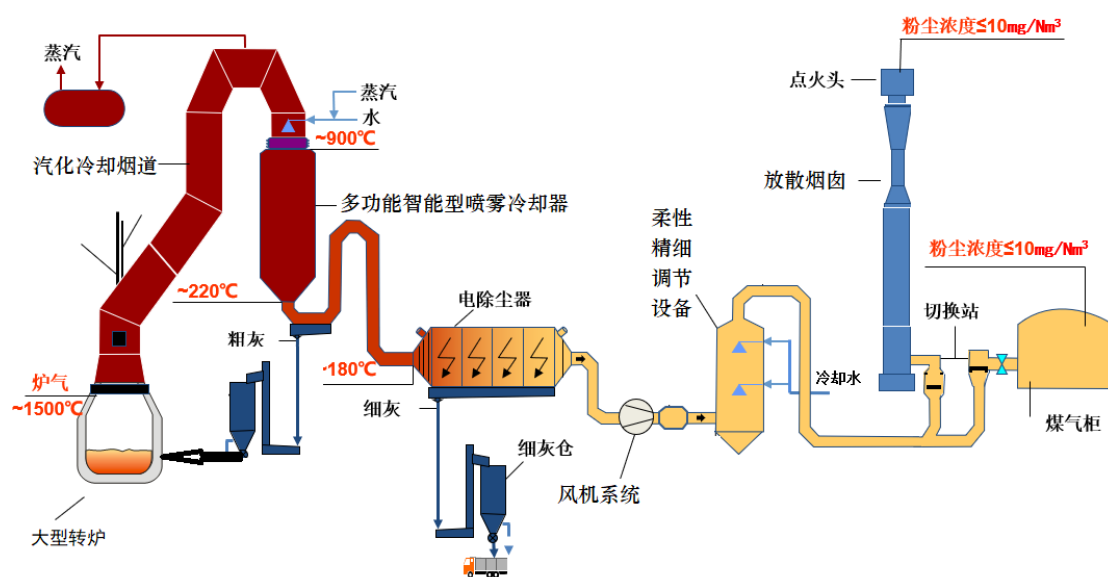 粉尘浓度≦10mg/Nm³
蒸汽
点火头
蒸汽
水
~900℃
汽化冷却烟道
放散烟囱
多功能智能型喷雾冷却器
柔性
精细
调节
设备
粉尘浓度≦10mg/Nm³
~220℃
电除尘器
切换站
粗灰
~180℃
炉气
~1500℃
冷却水
细灰
煤气柜
细灰仓
风机系统
大型转炉